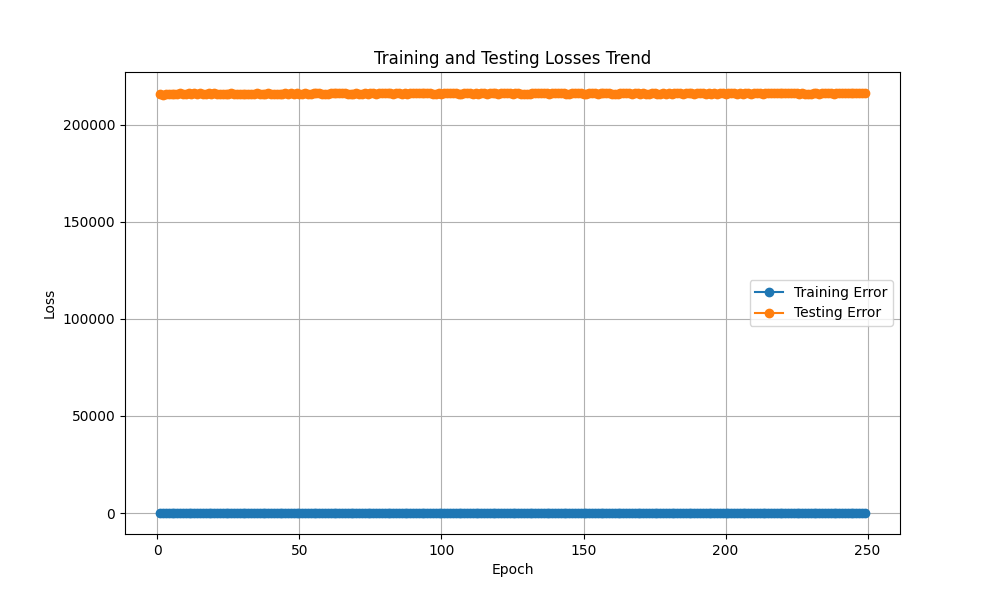 Training and Testing Losses Trend
200000
150000
100000
50000
0
Loss
Training Error
Testing Error
0 50 100 150 200 250
Epoch